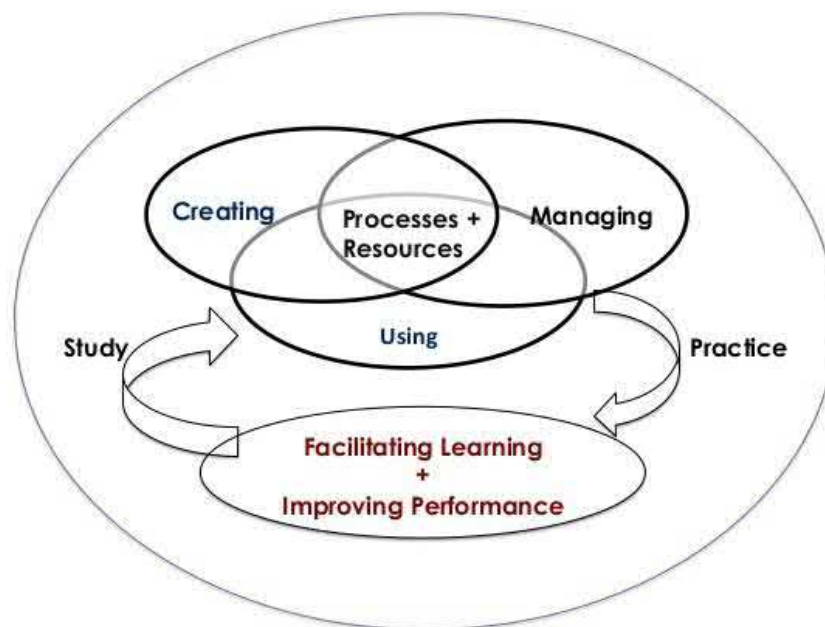 Creating
Processes +
Resources
Managing
Using
Study
Practice
Facilitating Learning
+
Improving Performance